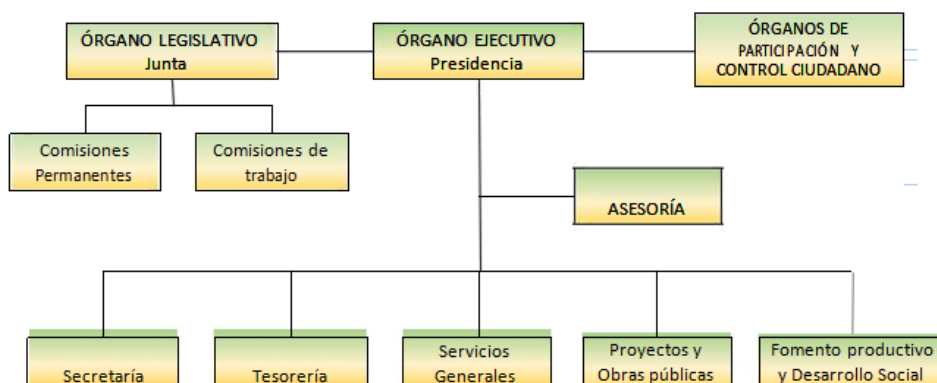 ÓRGANO LEGISLATIVO
Junta
ÓRGANO EJECUTIVO
Presidencia
ÓRGANOS DE
PARTICIPACIÓN Y
CONTROL CIUDADANO
Comisiones
Permanentes
Comisiones de
trabajo
ASESORÍA
Secretaría
Tesorería
Servicios
Generales
Proyectos y
Obras públicas
Fomento productivo
y Desarrollo Social